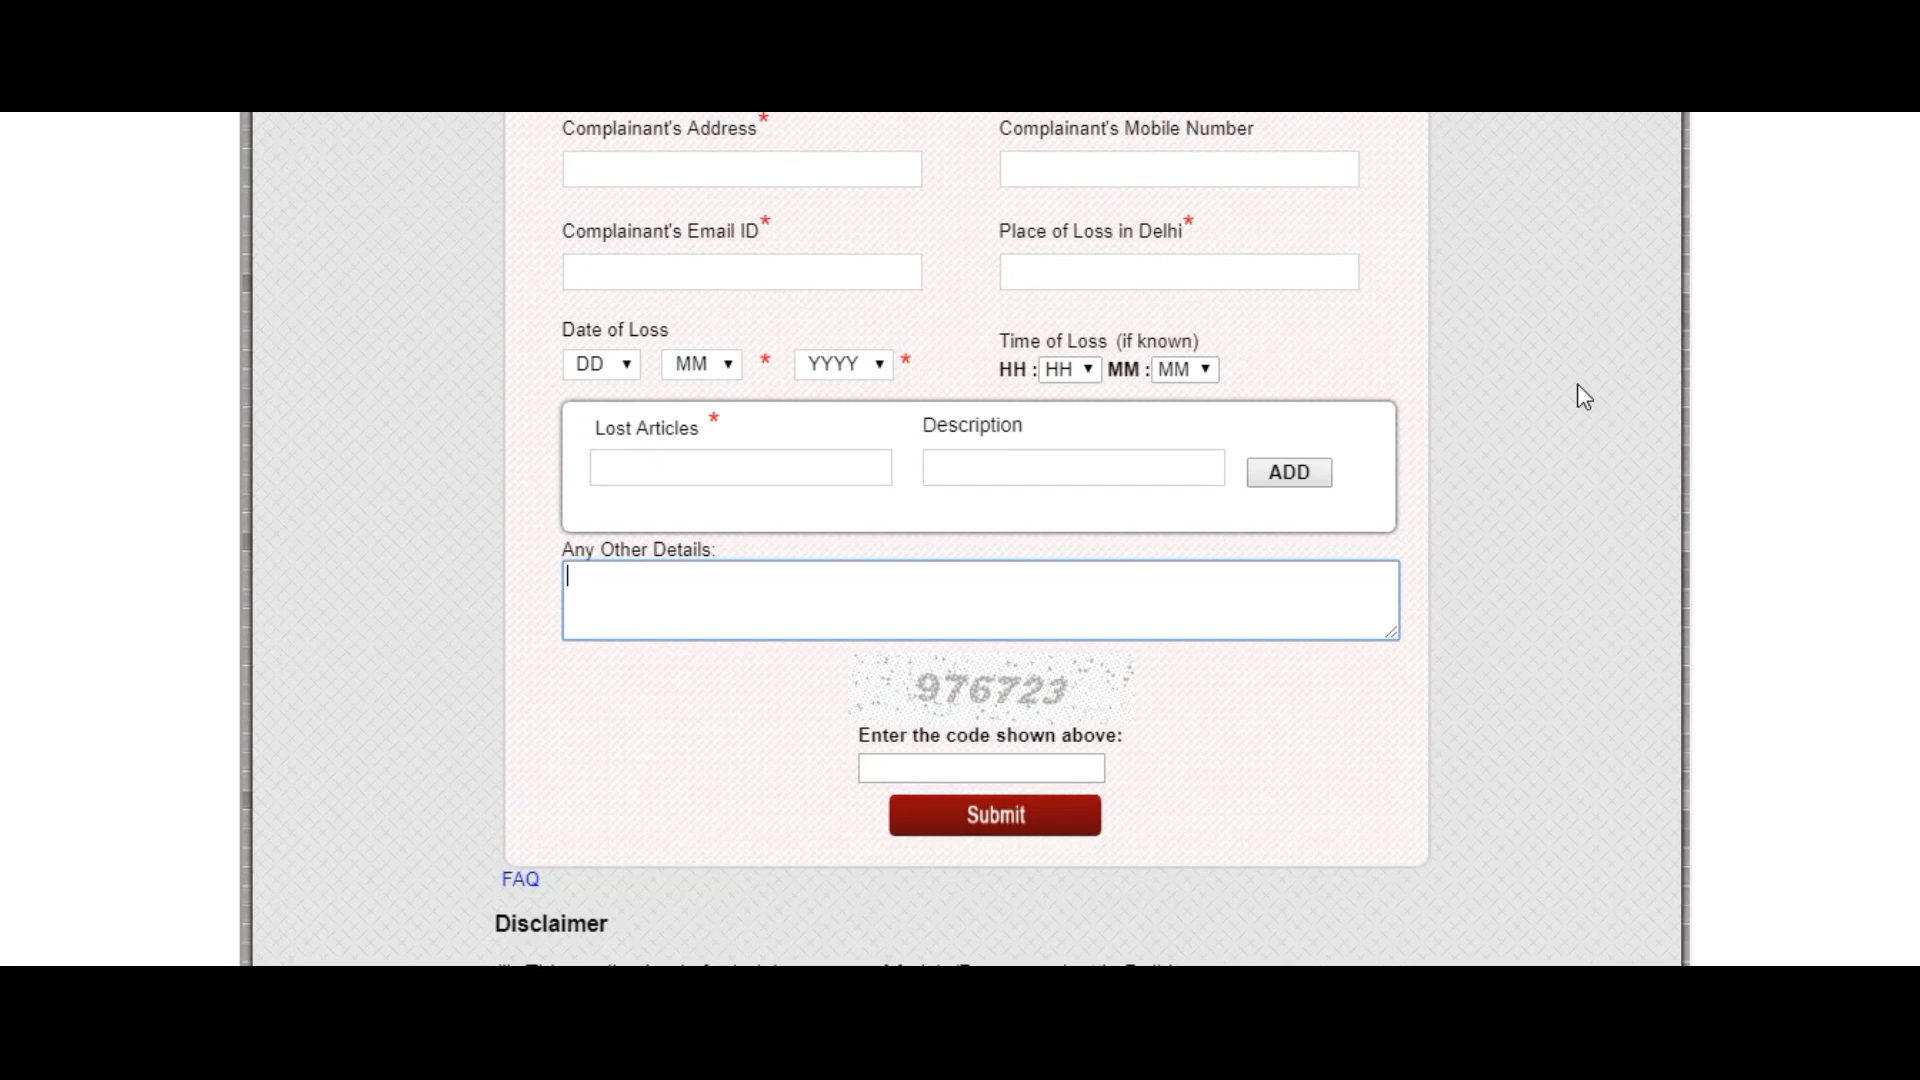 Complainant's Address* Complainant's Mobile Number
Complainant's Email ID* Place of Loss in Delhi*
Date of Loss
Time of Loss (if known)
DD MM * YYYY *
HH : HH MM : MM
Lost Articles * Description
ADD
Any Other Details:
976723
Enter the code shown above:
Submit
FAQ
Disclaimer